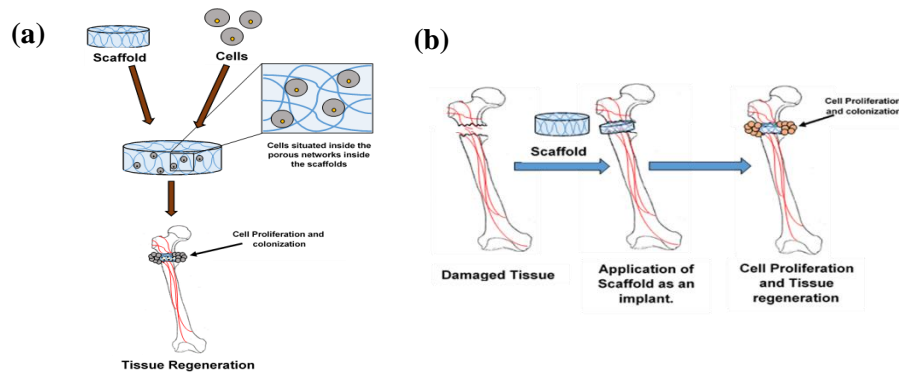 (a)
Scaffold
Cells
Cells situated inside the
porous networks inside
the scaffolds
Cell Proliferation and
colonization
Tissue Regeneration
(b)
Scaffold
Cell Proliferation
and colonization
Damaged Tissue
Application of
Scaffold as an
implant.
Cell Proliferation
and Tissue
regeneration